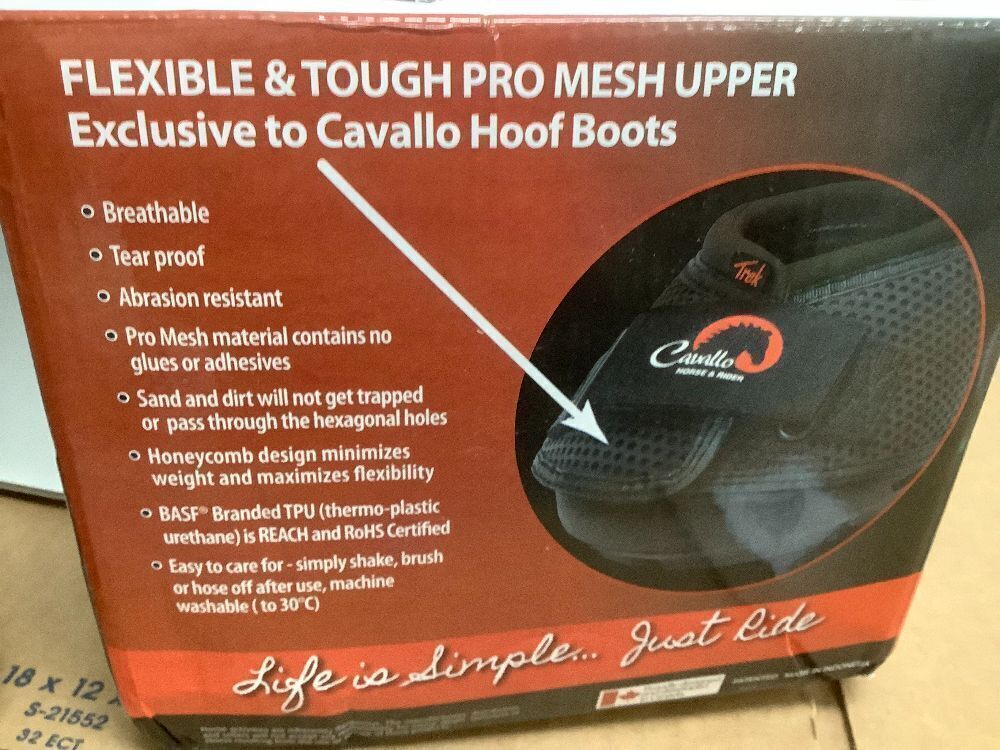 FLEXIBLE & TOUGH PRO MESH UPPER
Exclusive to Cavallo Hoof Boots
Breathable
Tear proof
Abrasion resistant
Pro Mesh material contains no
glues or adhesives
Sand and dirt will not get trapped
or pass through the hexagonal holes
Honeycomb design minimizes
weight and maximizes flexibility
BASF® Branded TPU (thermo-plastic
urethane) is REACH and RoHS Certified
Easy to care for - simply shake, brush
or hose off after use, machine
washable ( to 30°C)
Trek
Cavallo
HORSE & RIDER
Life is Simple... Just Ride
PATENTED MADE IN INDONESIA
18 x 12
S-21552
32 ECT